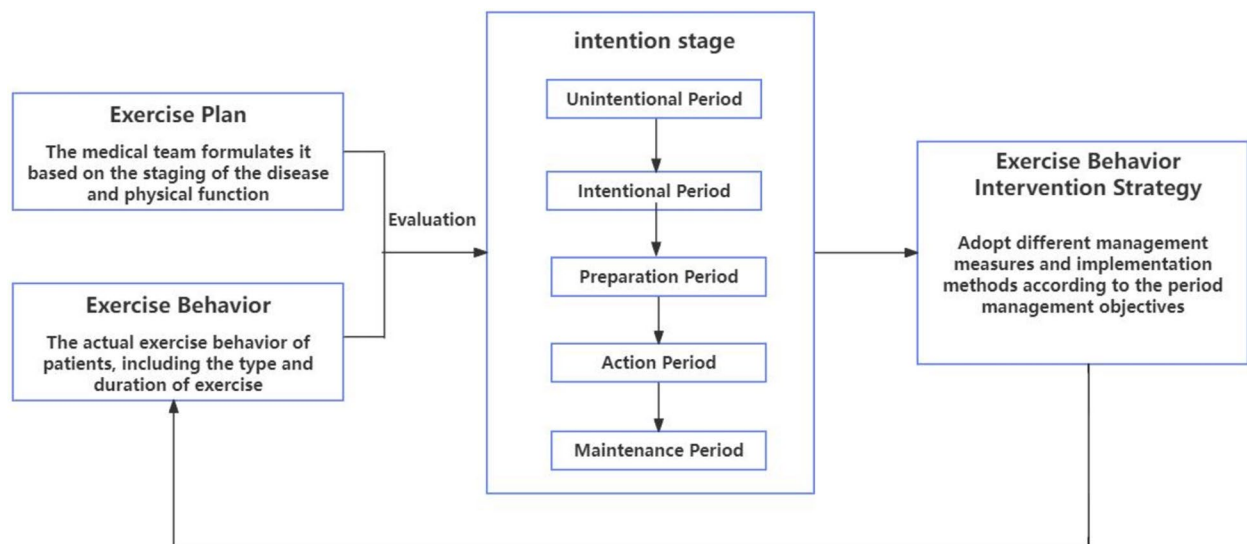 Exercise Plan
The medical team formulates it
based on the staging of the disease
and physical function
Exercise Behavior
The actual exercise behavior of
patients, including the type and
duration of exercise
Evaluation
intention stage
Unintentional Period
Intentional Period
Preparation Period
Action Period
Maintenance Period
Exercise Behavior
Intervention Strategy
Adopt different management
measures and implementation
methods according to the period
management objectives